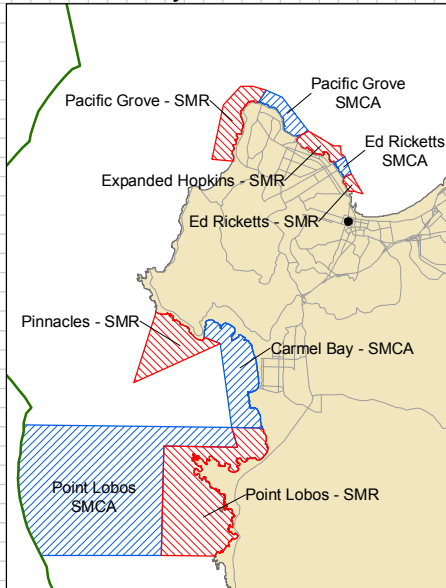 Pacific Grove
SMCA
Pacific Grove - SMR
Ed Ricketts
SMCA
Expanded Hopkins - SMR
Ed Ricketts - SMR
Pinnacles - SMR
Carmel Bay - SMCA
Point Lobos
SMCA
Point Lobos - SMR